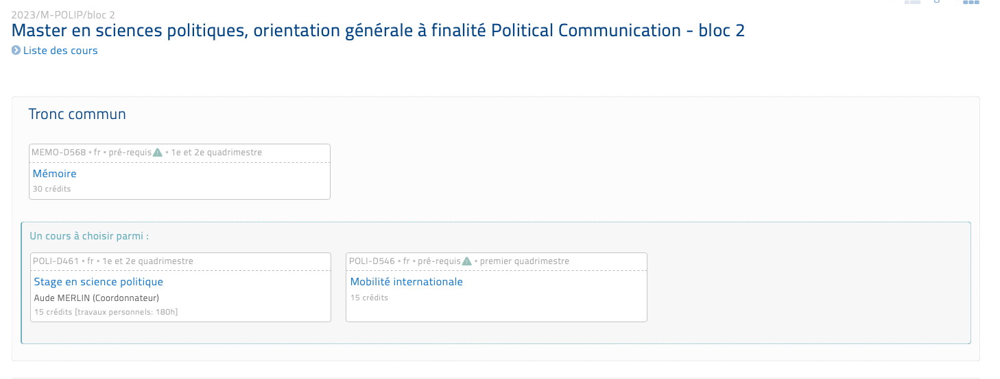 2023/M-POLIP/bloc 2
Master en sciences politiques, orientation générale à finalité Political Communication - bloc 2
Liste des cours
Tronc commun
MEMO-D568 • fr • pré-requis • 1e et 2e quadrimestre
Mémoire
30 crédits
Un cours à choisir parmi :
POLI-D461 • fr • 1e et 2e quadrimestre
Stage en science politique
Aude MERLIN (Coordonnateur)
15 crédits [travaux personnels: 180h]
POLI-D546 • fr • pré-requis • premier quadrimestre
Mobilité internationale
15 crédits